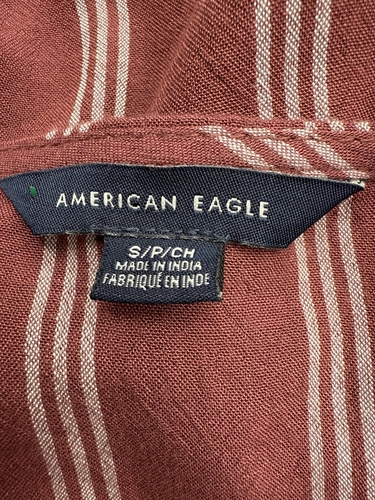 AMERICAN EAGLE
S/P/CH
MADE IN INDIA
FABRIQUÉ EN INDE